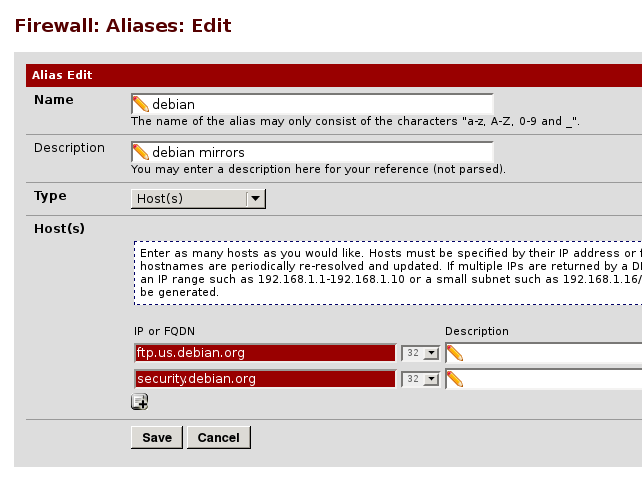 Firewall: Aliases: Edit
Alias Edit
Name
debian
The name of the alias may only consist of the characters "a-z, A-Z, 0-9 and _".
Description
debian mirrors
You may enter a description here for your reference (not parsed).
Type
Host(s)
Host(s)
Enter as many hosts as you would like. Hosts must be specified by their IP address or
hostnames are periodically re-resolved and updated. If multiple IPs are returned by a
an IP range such as 192.168.1.1-192.168.1.10 or a small subnet such as 192.168.1.16/
be generated.
IP or FQDN
Description
ftp.us.debian.org
32
security.debian.org
32
Save
Cancel